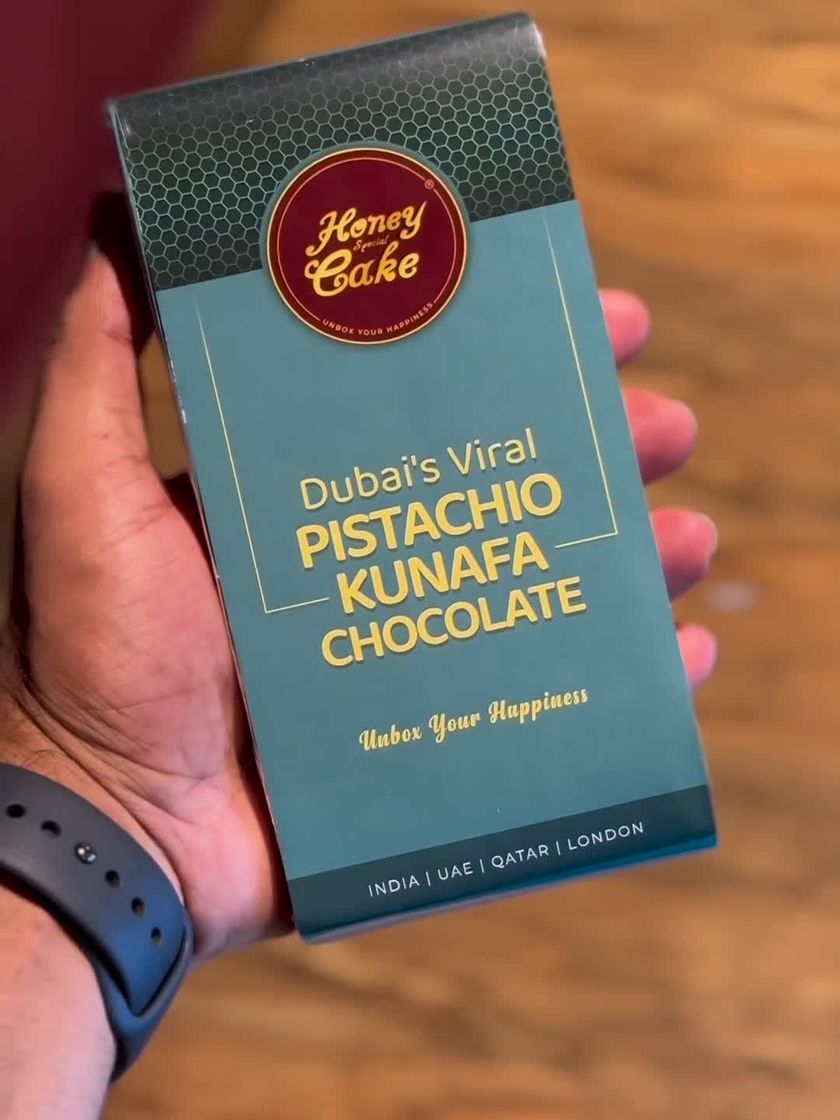 ®
Honey
Special
Cake
UNBOX YOUR HAPPINESS
Dubai's Viral
PISTACHIO
KUNAFA
CHOCOLATE
Unbox Your Happiness
INDIA | UAE | QATAR | LONDON